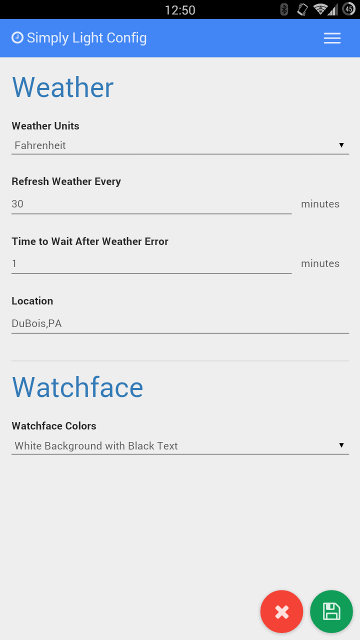 12:50
45
Simply Light Config
Weather
Weather Units
Fahrenheit
Refresh Weather Every
30 minutes
Time to Wait After Weather Error
1 minutes
Location
DuBois,PA
Watchface
Watchface Colors
White Background with Black Text